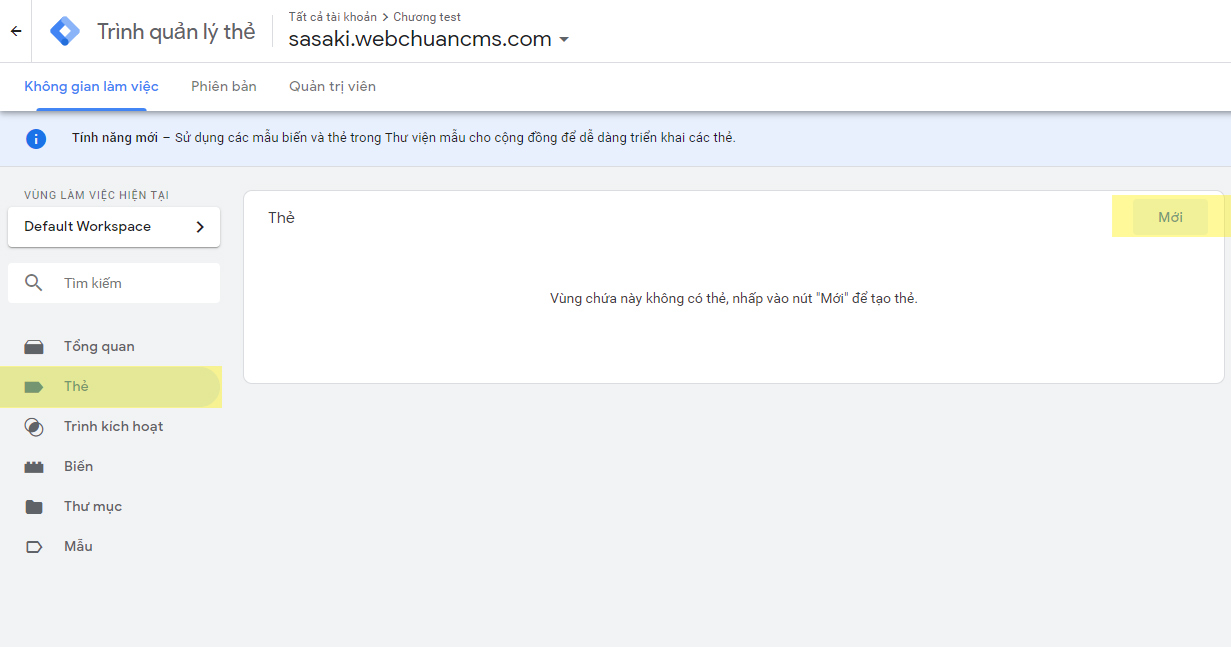 Trình quản lý thẻ
Tất cả tài khoản > Chương test
sasaki.webchuancms.com
Không gian làm việc
Phiên bản
Quản trị viên
Tính năng mới – Sử dụng các mẫu biến và thẻ trong Thư viện mẫu cho cộng đồng để dễ dàng triển khai các thẻ.
VÙNG LÀM VIỆC HIỆN TẠI
Default Workspace
Tìm kiếm
Tổng quan
Thẻ
Trình kích hoạt
Biến
Thư mục
Mẫu
Thẻ
Mới
Vùng chứa này không có thẻ, nhấp vào nút "Mới" để tạo thẻ.